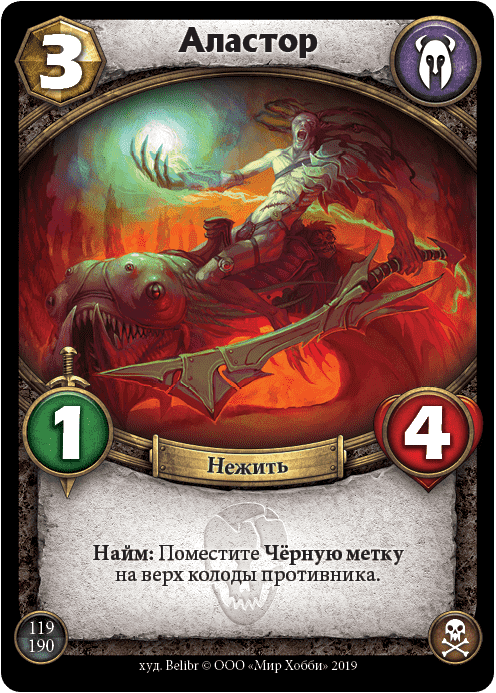 3
Аластор
1
4
Нежить
Найм: Поместите Чёрную метку
на верх колоды противника.
119
190
худ. Belibr © ООО «Мир Хобби» 2019